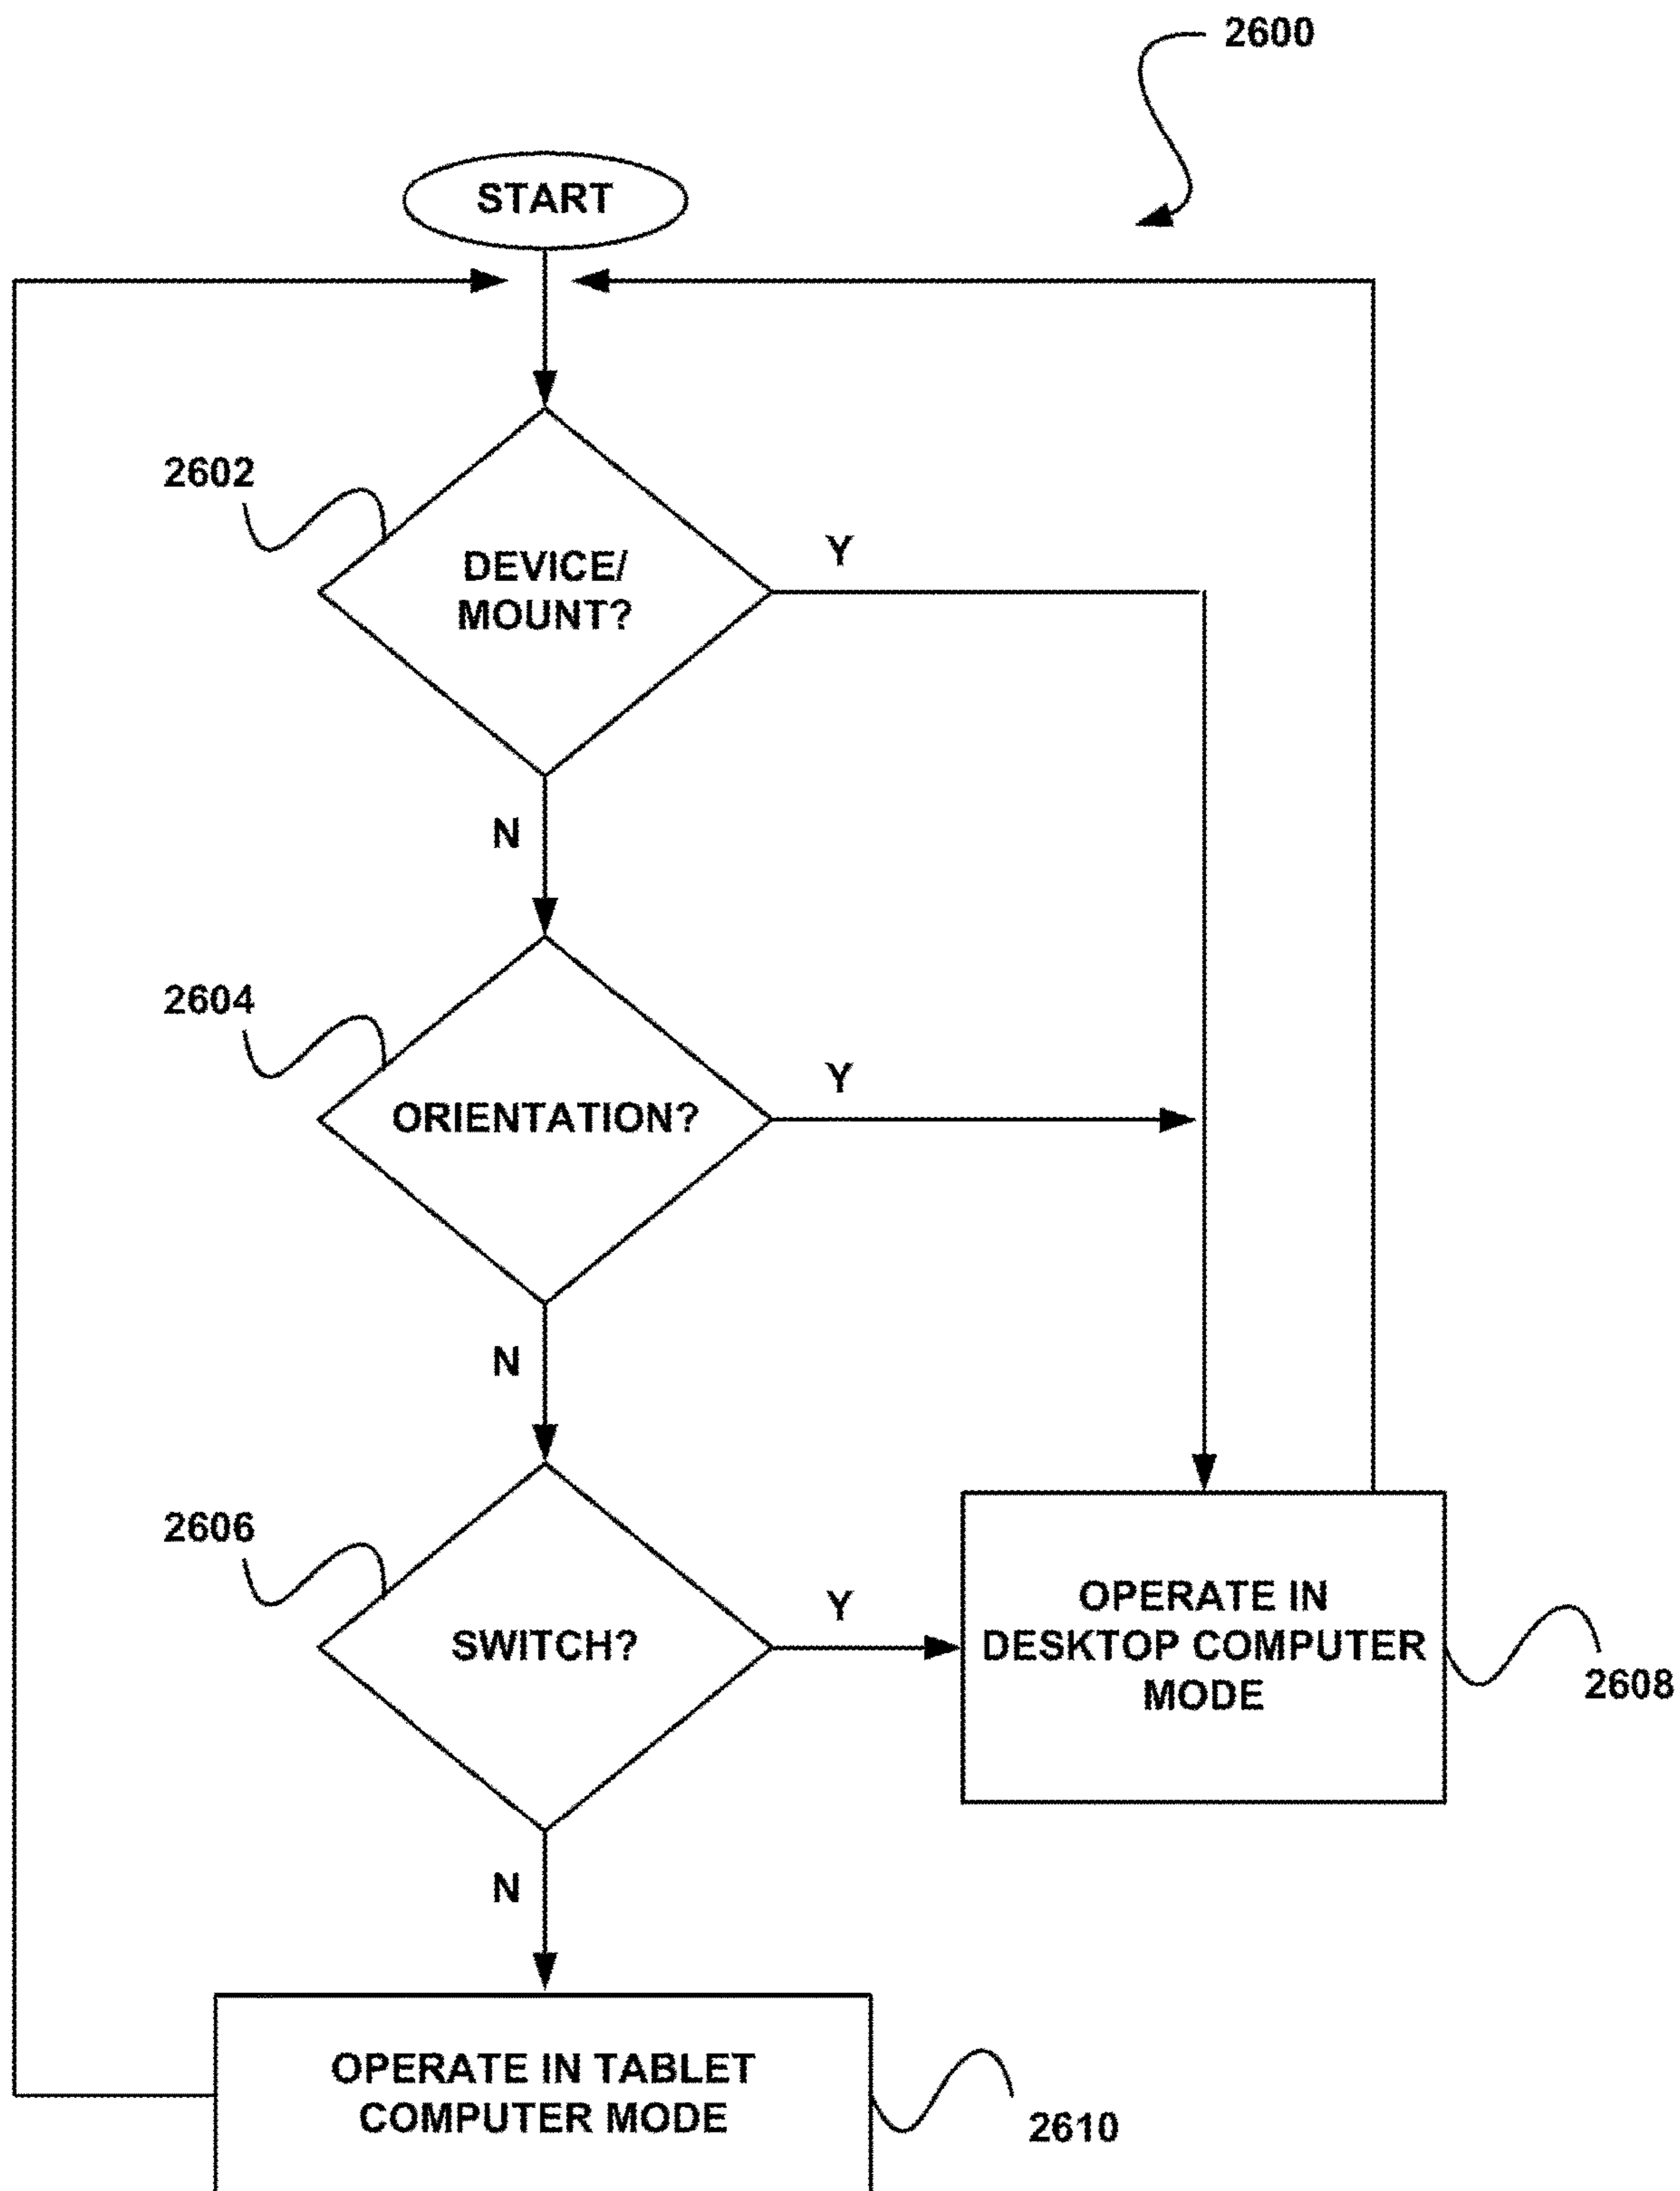 2600
START
2602
DEVICE/
MOUNT?
Y
N
2604
ORIENTATION?
Y
N
2606
SWITCH?
Y
OPERATE IN
DESKTOP COMPUTER
MODE
2608
N
OPERATE IN TABLET
COMPUTER MODE
2610